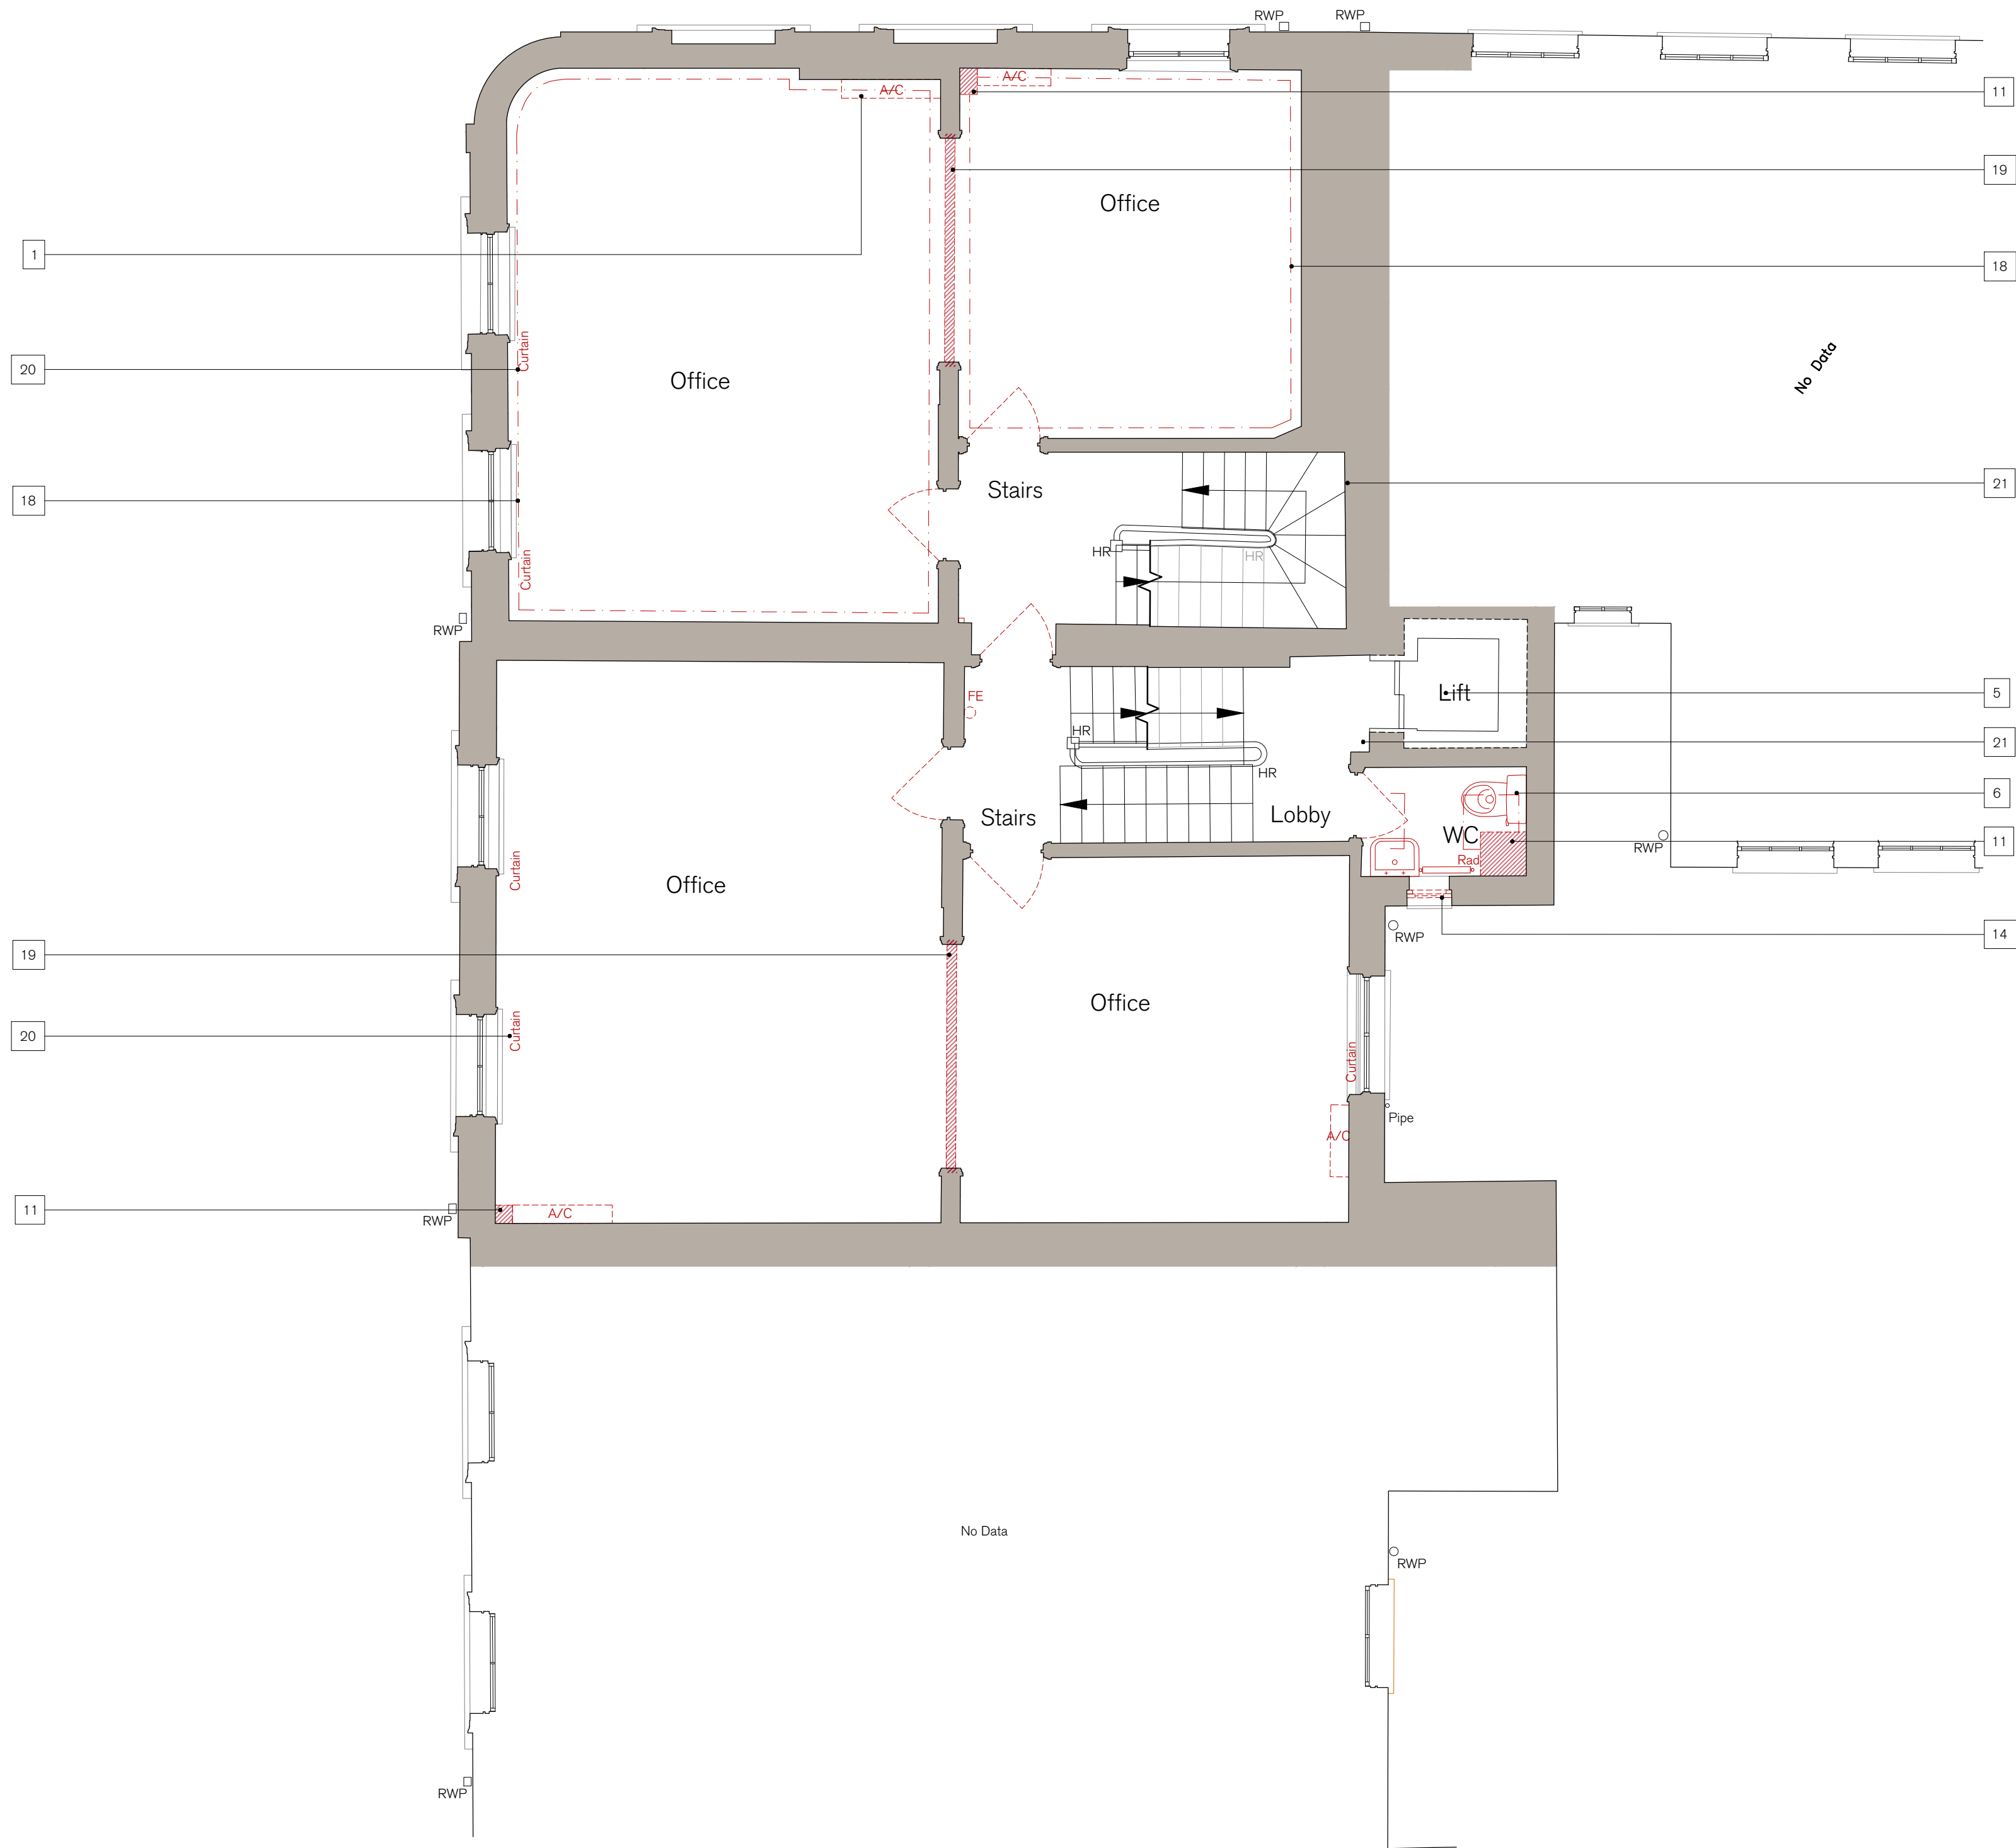 RWP
RWP
A/C
A/C
11
19
Office
1
18
Curtain
20
Office
No Data
18
Stairs
21
HR
HR
Curtain
RWP
FE
Lift
5
HR
21
HR
6
Stairs
Lobby
WC
11
RWP
Rad
Curtain
Office
14
RWP
19
Office
Curtain
20
Curtain
Pipe
A/C
11
A/C
RWP
No Data
RWP
RWP